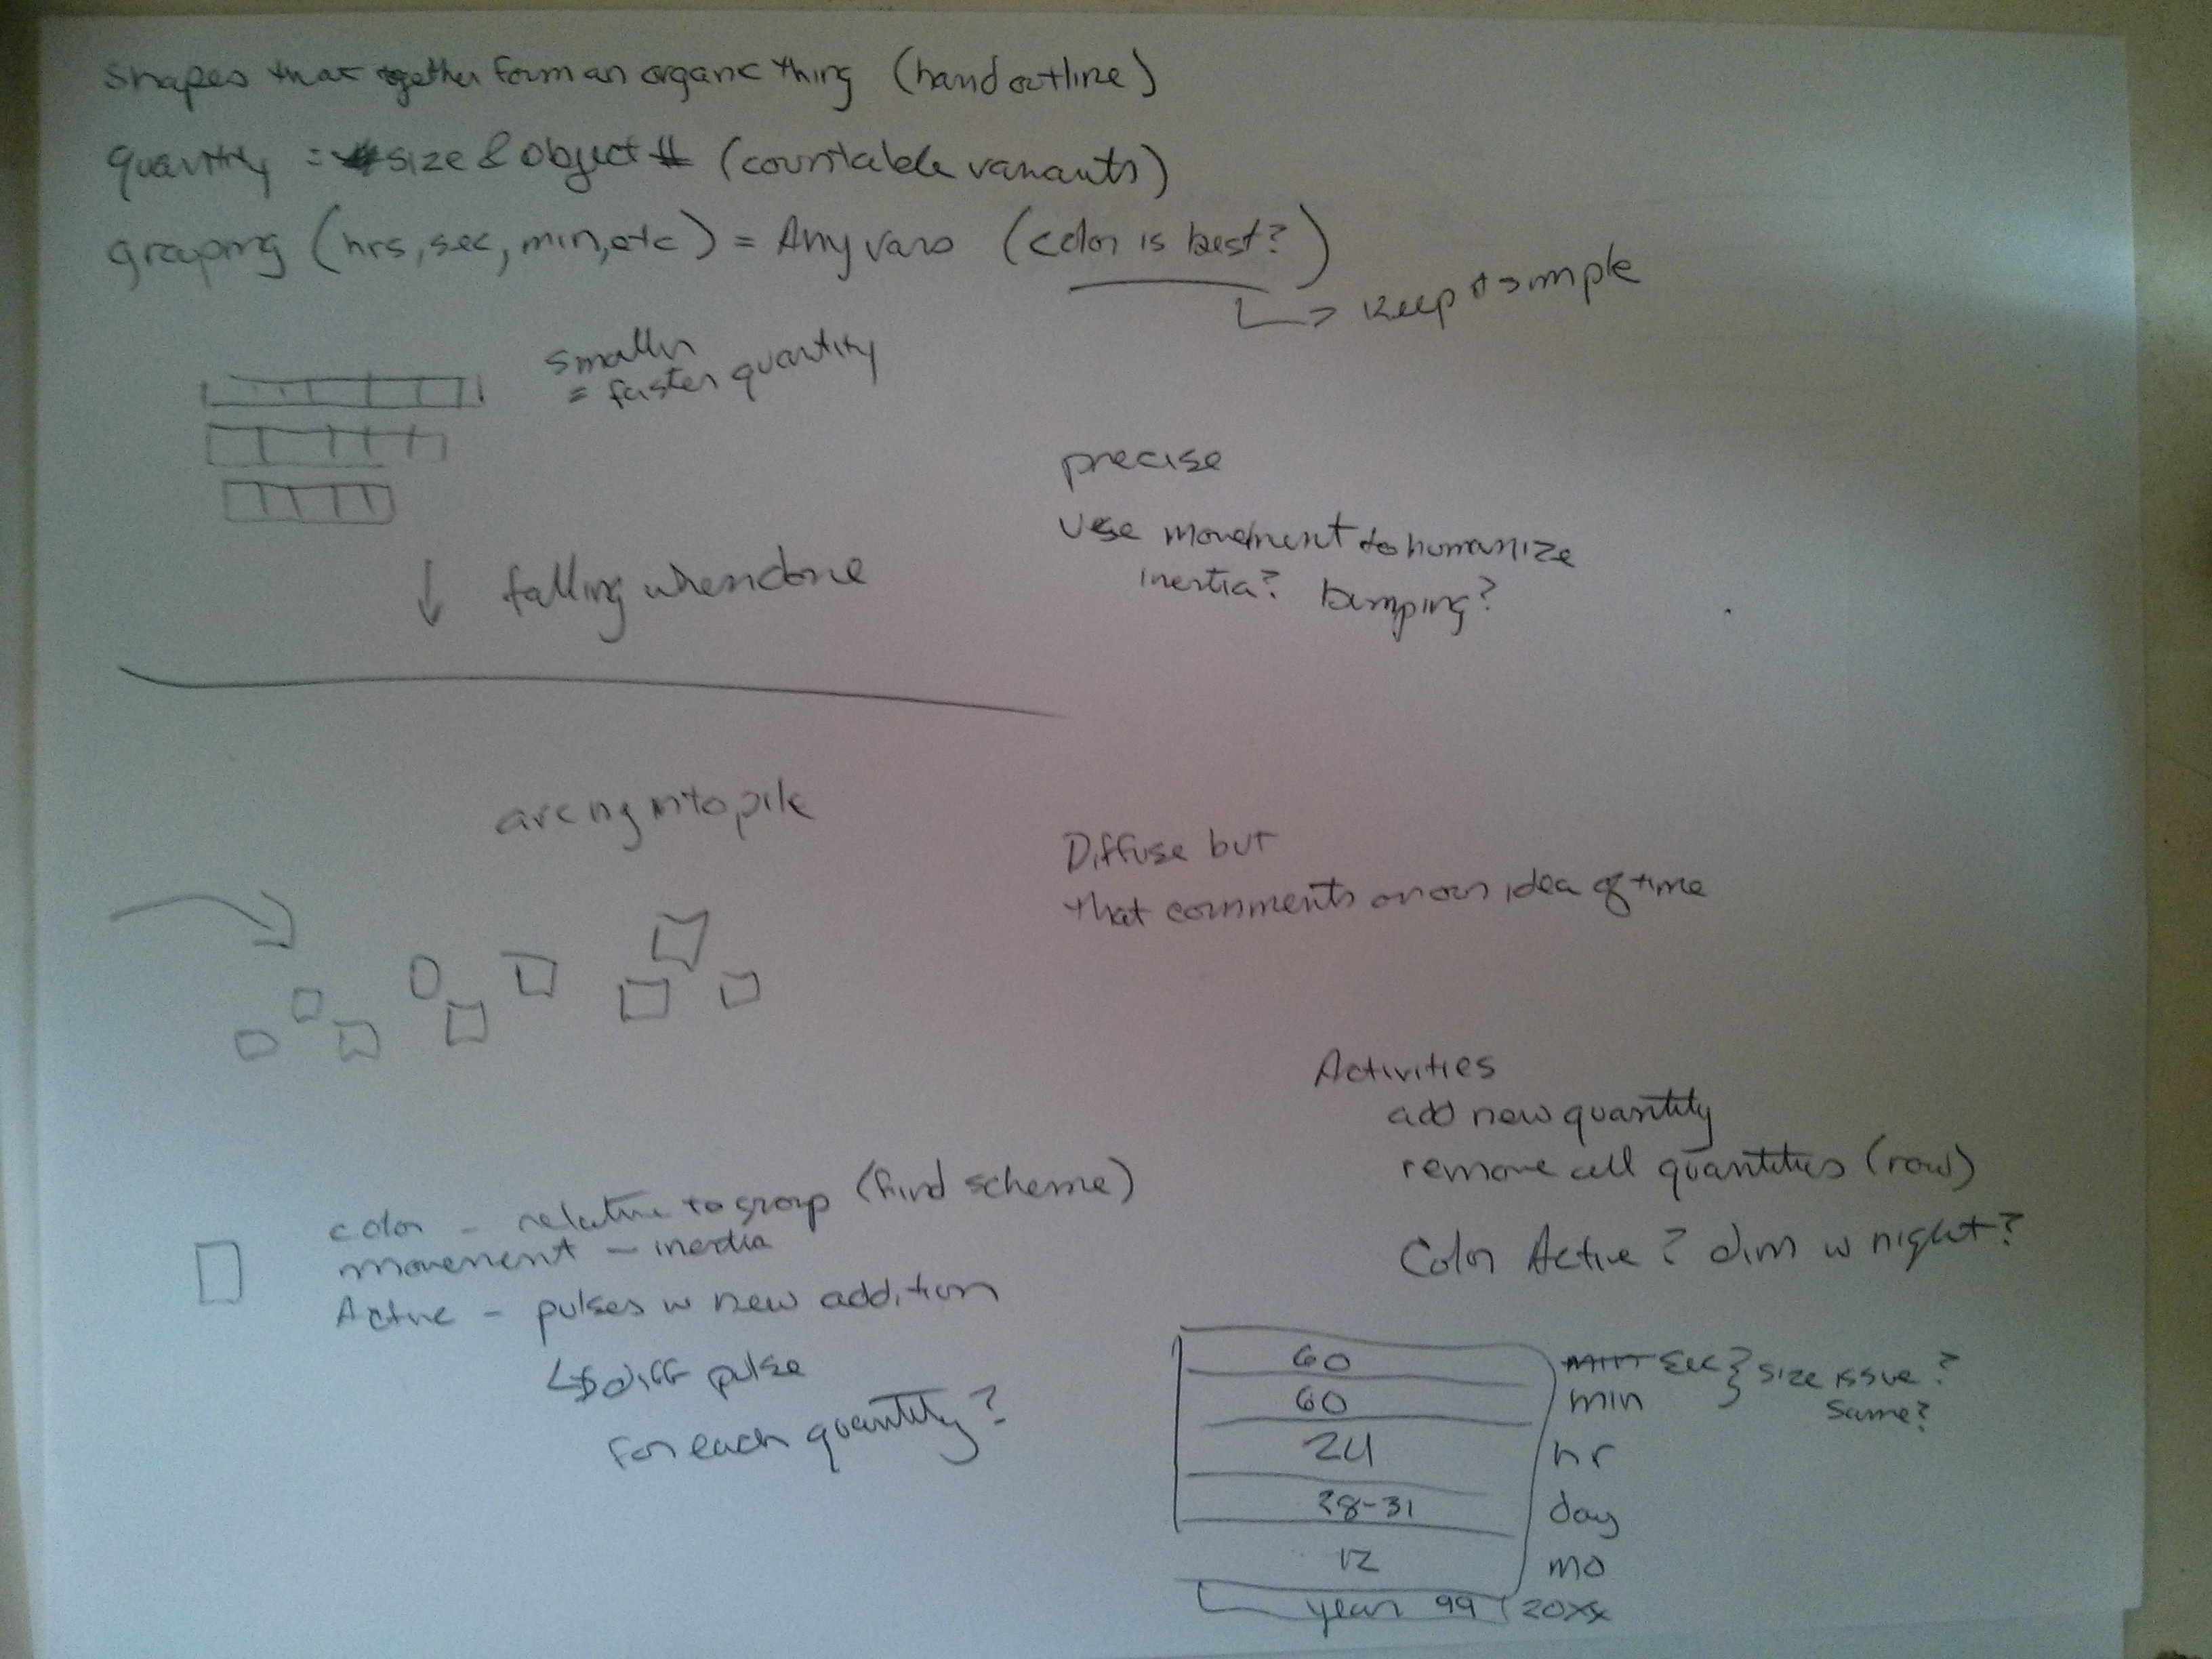 shapes that together form an organic thing (hand outline)
quantity = size & object # (countable variants)
grouping (hrs, sec, min, etc) = Any vars (color is best?)
↳ keep it simple
smaller
= faster quantity
precise
use movement to humanize
inertia? bumping?
↓ falling when done
arcing into pile
Diffuse but
that comments on our idea of time
Activities
add new quantity
remove all quantities (row)
Color Active? dim w night?
color - relative to group (find scheme)
movement - inertia
Active - pulses w new addition
↳ diff pulse
for each quantity?
60 min sec } size issue?
60 min same?
24 hr
28-31 day
12 mo
year 99 20xx